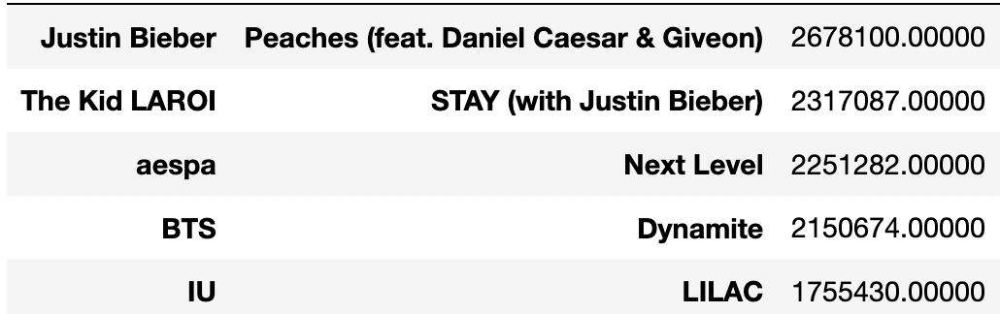 Justin Bieber Peaches (feat. Daniel Caesar & Giveon) 2678100.00000
The Kid LAROI STAY (with Justin Bieber) 2317087.00000
aespa Next Level 2251282.00000
BTS Dynamite 2150674.00000
IU LILAC 1755430.00000